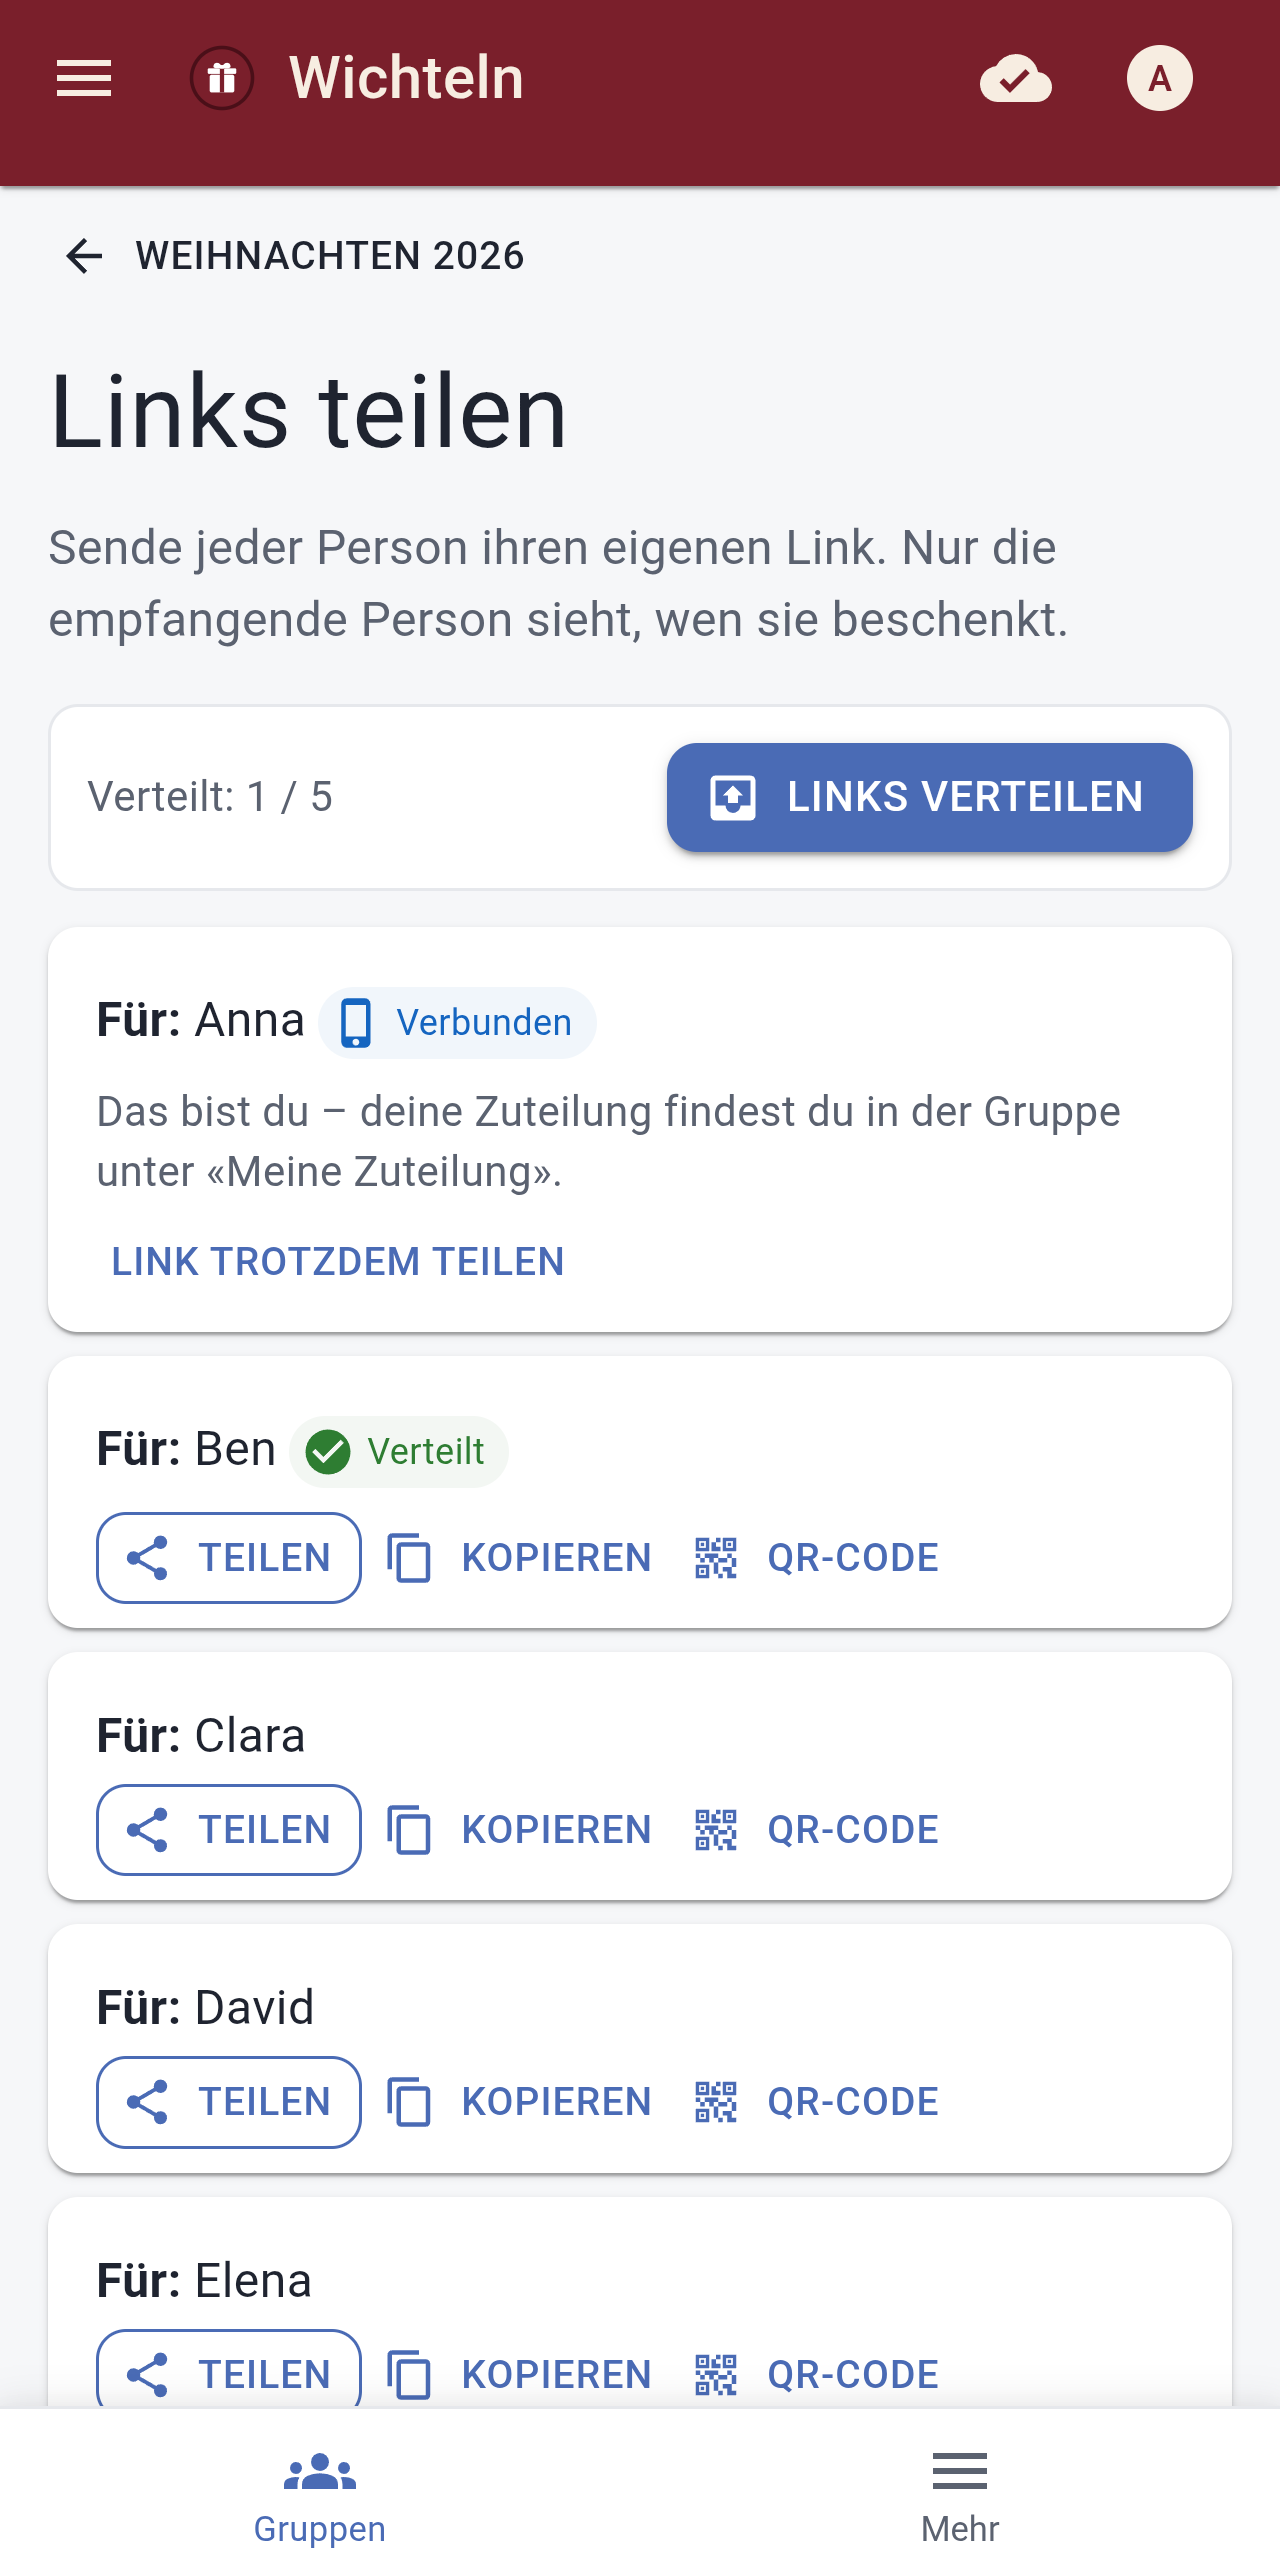 Wichteln
A
WEIHNACHTEN 2026
Links teilen
Sende jeder Person ihren eigenen Link. Nur die
empfangende Person sieht, wen sie beschenkt.
Verteilt: 1 / 5
LINKS VERTEILEN
Für: Anna
Verbunden
Das bist du – deine Zuteilung findest du in der Gruppe
unter «Meine Zuteilung».
LINK TROTZDEM TEILEN
Für: Ben
Verteilt
TEILEN
KOPIEREN
QR-CODE
Für: Clara
TEILEN
KOPIEREN
QR-CODE
Für: David
TEILEN
KOPIEREN
QR-CODE
Für: Elena
TEILEN
KOPIEREN
QR-CODE
Gruppen
Mehr